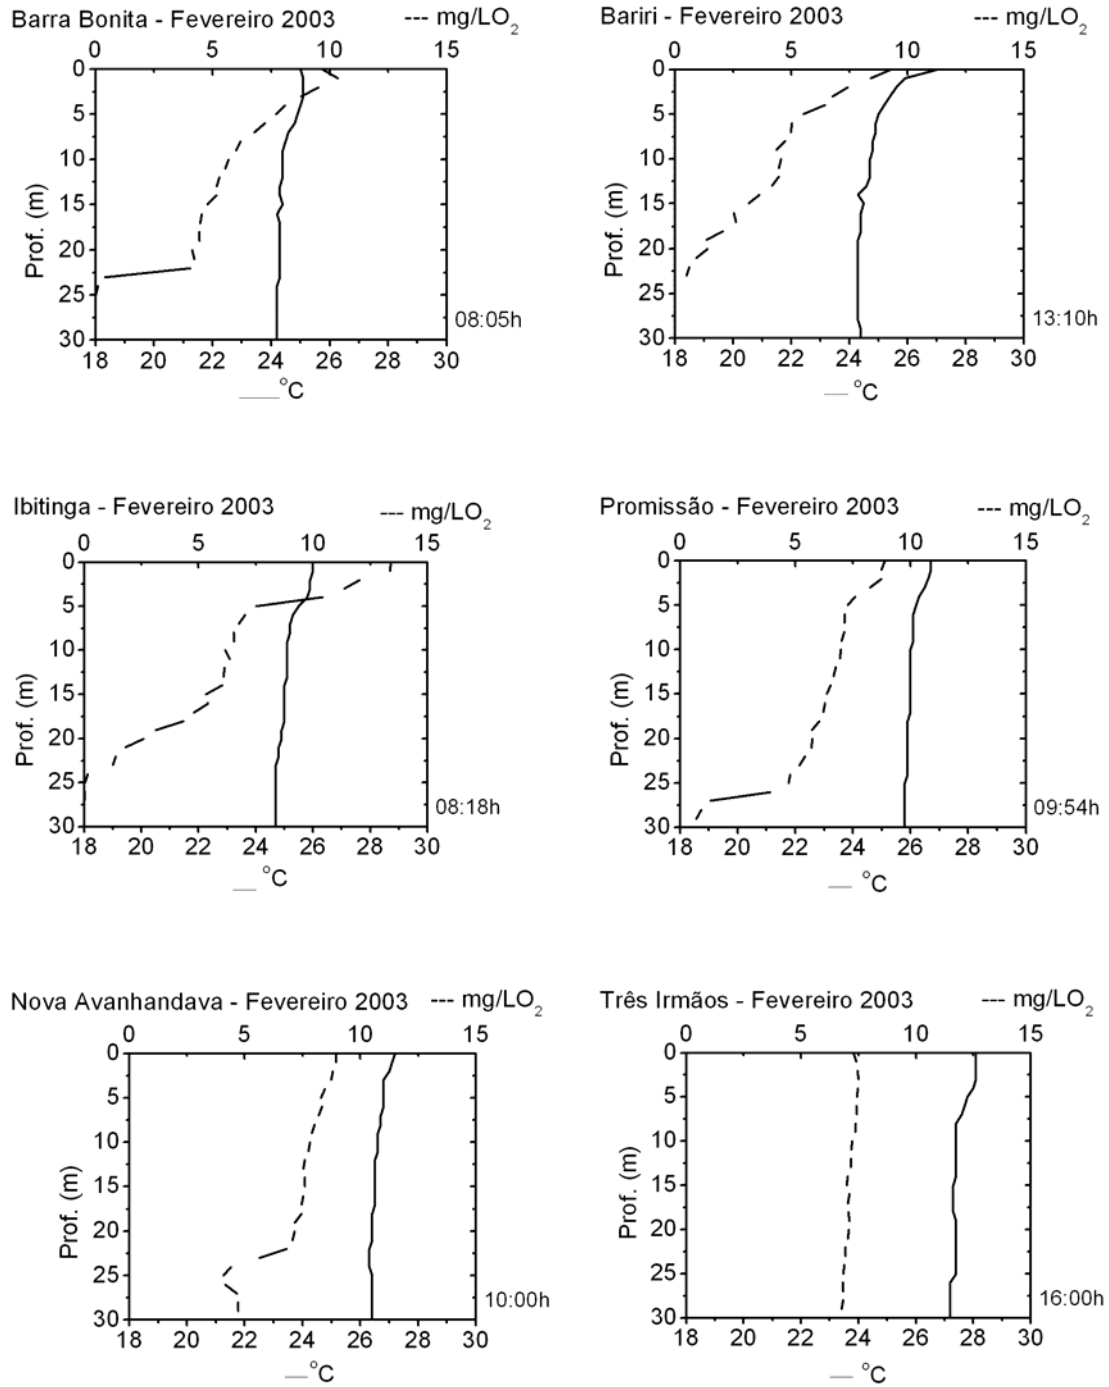 Barra Bonita - Fevereiro 2003 --- mg/LO2
0 5 10 15
0
5
10
15
20
25
30
Prof. (m)
08:05h
18 20 22 24 26 28 30
°C
Bariri - Fevereiro 2003 --- mg/LO2
0 5 10 15
0
5
10
15
20
25
30
Prof. (m)
13:10h
18 20 22 24 26 28 30
°C
Ibitinga - Fevereiro 2003 --- mg/LO2
0 5 10 15
0
5
10
15
20
25
30
Prof. (m)
08:18h
18 20 22 24 26 28 30
°C
Promissão - Fevereiro 2003 --- mg/LO2
0 5 10 15
0
5
10
15
20
25
30
Prof. (m)
09:54h
18 20 22 24 26 28 30
°C
Nova Avanhandava - Fevereiro 2003 --- mg/LO2
0 5 10 15
0
5
10
15
20
25
30
Prof. (m)
10:00h
18 20 22 24 26 28 30
°C
Três Irmãos - Fevereiro 2003 --- mg/LO2
0 5 10 15
0
5
10
15
20
25
30
Prof. (m)
16:00h
18 20 22 24 26 28 30
°C